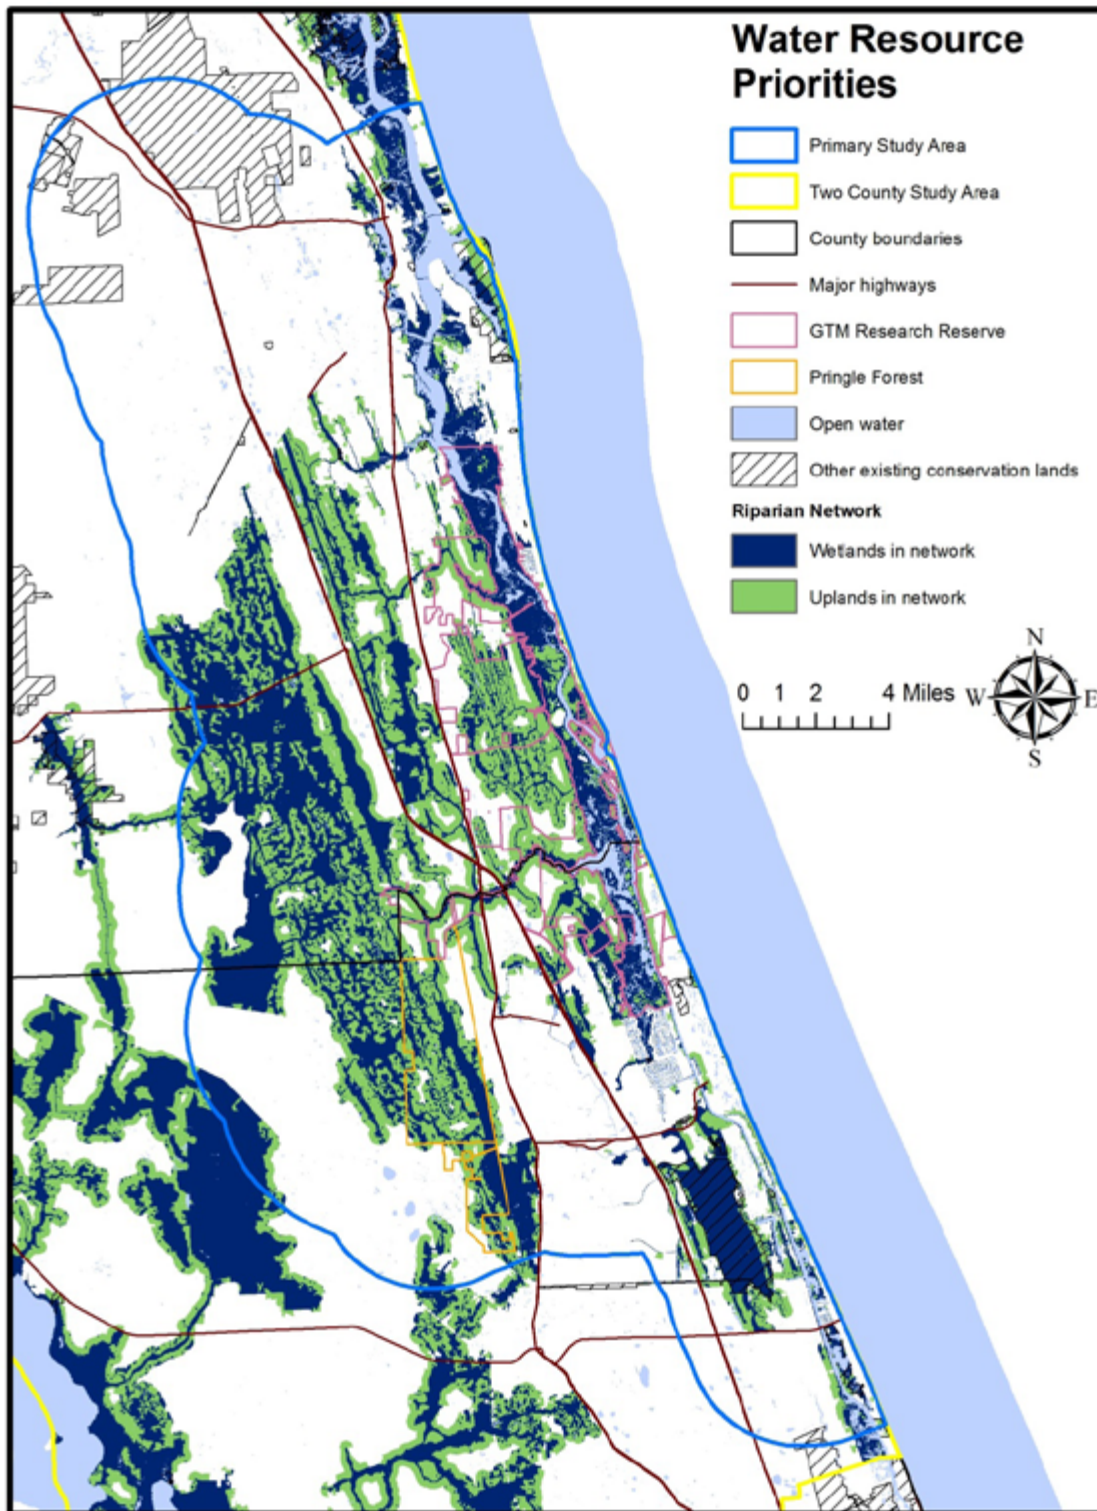 Water Resource
Priorities
Primary Study Area
Two County Study Area
County boundaries
Major highways
GTM Research Reserve
Pringle Forest
Open water
Other existing conservation lands
Riparian Network
Wetlands in network
Uplands in network
N
0 1 2 4 Miles W E
S